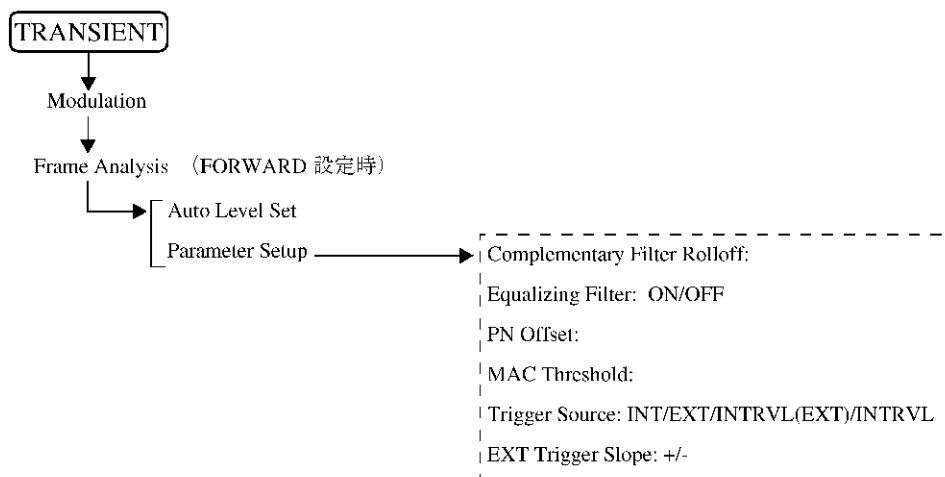 TRANSIENT
Modulation
Frame Analysis （FORWARD 設定時）
Auto Level Set
Parameter Setup
Complementary Filter Rolloff:
Equalizing Filter: ON/OFF
PN Offset:
MAC Threshold:
Trigger Source: INT/EXT/INTRVL(EXT)/INTRVL
EXT Trigger Slope: +/-